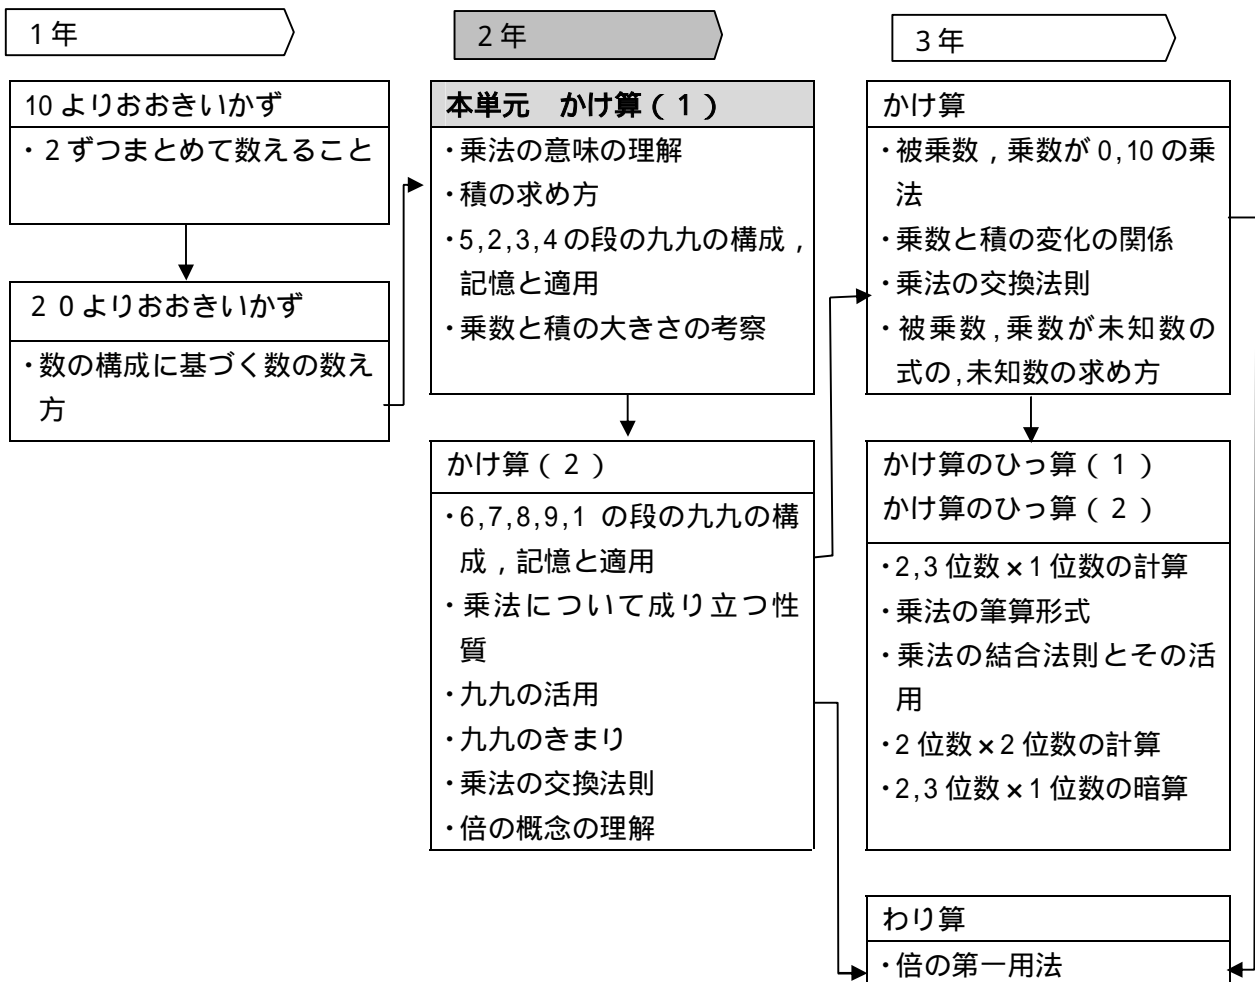 1年
10よりおおきいかず
・2ずつまとめて数えること
20よりおおきいかず
・数の構成に基づく数の数え
方
2年
本単元 かけ算(1)
・乗法の意味の理解
・積の求め方
・5,2,3,4の段の九九の構成,
記憶と適用
・乗数と積の大きさの考察
かけ算(2)
・6,7,8,9,1の段の九九の構
成,記憶と適用
・乗法について成り立つ性
質
・九九の活用
・九九のきまり
・乗法の交換法則
・倍の概念の理解
3年
かけ算
・被乗数,乗数が0,10の乗
法
・乗数と積の変化の関係
・乗法の交換法則
・被乗数,乗数が未知数の
式の,未知数の求め方
かけ算のひっ算(1)
かけ算のひっ算(2)
・2,3位数×1位数の計算
・乗法の筆算形式
・乗法の結合法則とその活
用
・2位数×2位数の計算
・2,3位数×1位数の暗算
わり算
・倍の第一用法